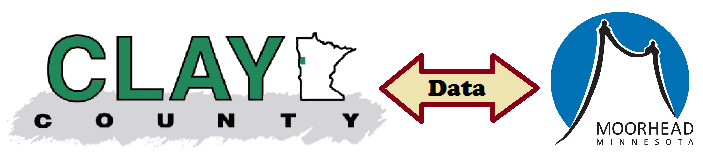 CLAY
COUNTY
Data
MOORHEAD
MINNESOTA